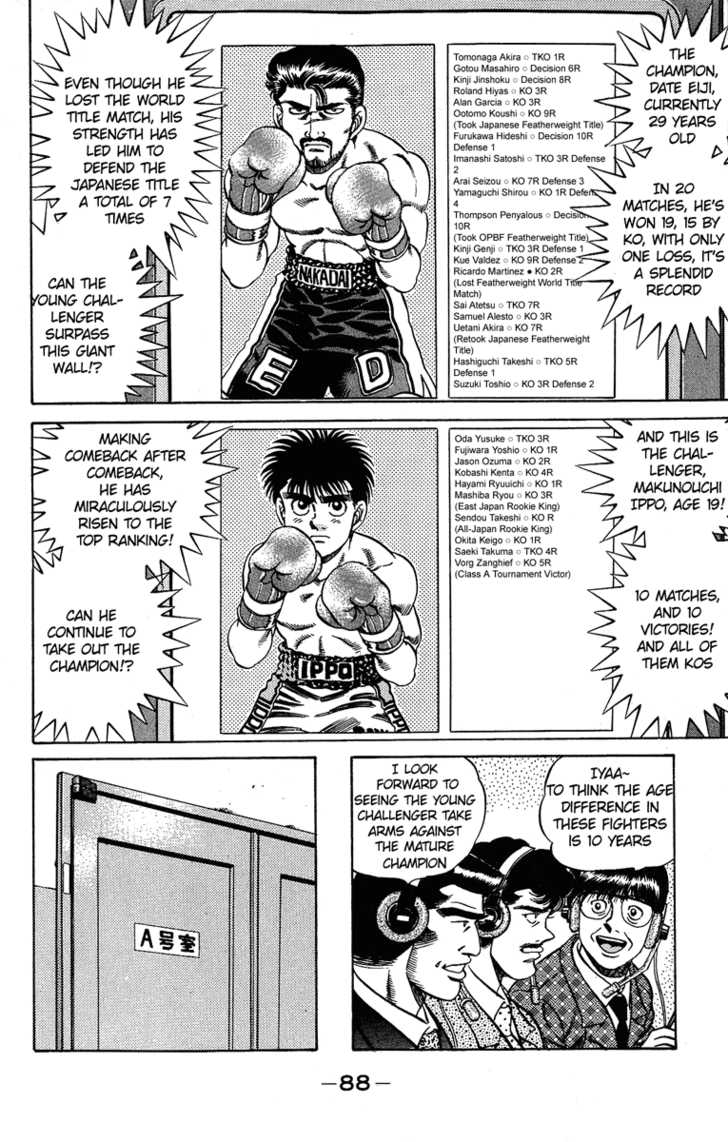 THE
CHAMPION,
DATE EIJI,
CURRENTLY
29 YEARS
OLD
IN 20
MATCHES, HE'S
WON 19, 15 BY
KO, WITH ONLY
ONE LOSS, IT'S
A SPLENDID
RECORD
Tomonaga Akira ○ TKO 1R
Gotou Masahiro ○ Decision 6R
Kinji Jinshoku ○ Decision 8R
Roland Hiyas ○ KO 3R
Alan Garcia ○ KO 3R
Ootomo Koushi ○ KO 9R
(Took Japanese Featherweight Title)
Furukawa Hideshi ○ Decision 10R
Defense 1
Imanashi Satoshi ○ TKO 3R Defense
2
Arai Seizou ○ KO 7R Defense 3
Yamaguchi Shirou ○ KO 1R Defen
4
Thompson Penyalous ○ Decision
10R
(Took OPBF Featherweight Title)
Kinji Genji ○ TKO 3R Defense 1
Kue Valdez ○ KO 9R Defense 2
Ricardo Martinez ● KO 2R
(Lost Featherweight World Title
Match)
Sai Atetsu ○ TKO 7R
Samuel Alesto ○ KO 3R
Uetani Akira ○ KO 7R
(Retook Japanese Featherweight
Title)
Hashiguchi Takeshi ○ TKO 5R
Defense 1
Suzuki Toshio ○ KO 3R Defense 2
NAKADAI
E D
EVEN THOUGH HE
LOST THE WORLD
TITLE MATCH, HIS
STRENGTH HAS
LED HIM TO
DEFEND THE
JAPANESE TITLE
A TOTAL OF 7
TIMES
CAN THE
YOUNG CHAL-
LENGER
SURPASS
THIS GIANT
WALL!?
AND THIS IS
THE CHAL-
LENGER,
MAKUNOUCHI
IPPO, AGE 19!
10 MATCHES,
AND 10
VICTORIES!
AND ALL OF
THEM KOS
Oda Yusuke ○ TKO 3R
Fujiwara Yoshio ○ KO 1R
Jason Ozuma ○ KO 2R
Kobashi Kenta ○ KO 4R
Hayami Ryuuichi ○ KO 1R
Mashiba Ryou ○ KO 3R
(East Japan Rookie King)
Sendou Takeshi ○ KO R
(All-Japan Rookie King)
Okita Keigo ○ KO 1R
Saeki Takuma ○ TKO 4R
Vorg Zanghief ○ KO 5R
(Class A Tournament Victor)
IPPO
MAKING
COMEBACK AFTER
COMEBACK,
HE HAS
MIRACULOUSLY
RISEN TO THE
TOP RANKING!
CAN HE
CONTINUE TO
TAKE OUT THE
CHAMPION!?
IYAA~
TO THINK THE AGE
DIFFERENCE IN
THESE FIGHTERS
IS 10 YEARS
I LOOK
FORWARD TO
SEEING THE YOUNG
CHALLENGER TAKE
ARMS AGAINST
THE MATURE
CHAMPION
A号室
—88—